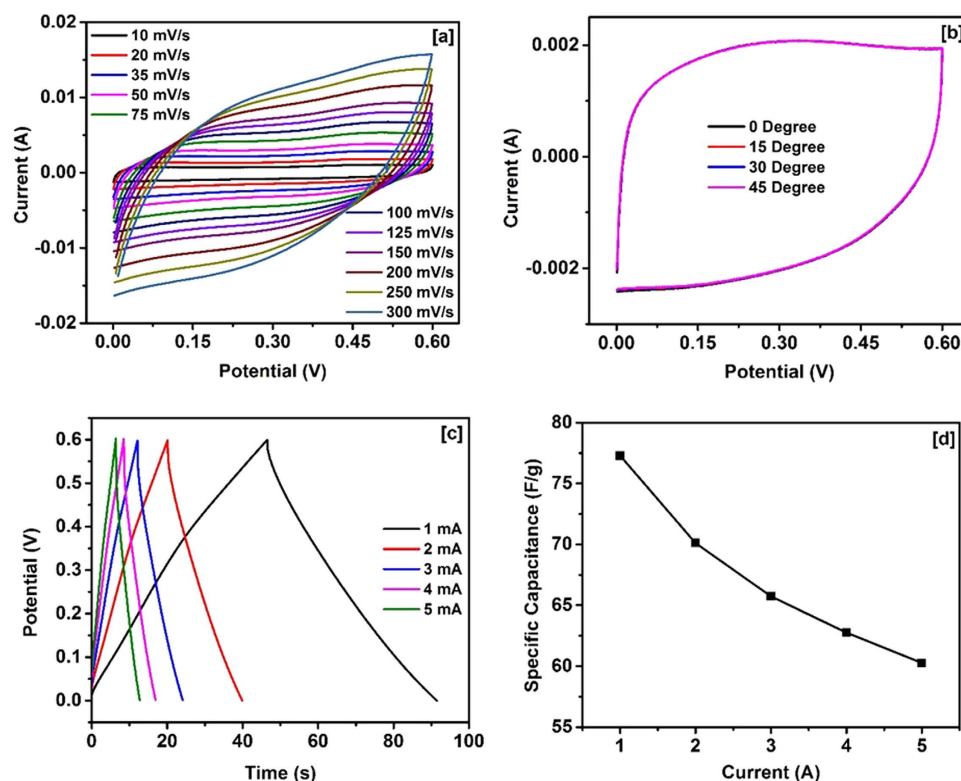 [a]
10 mV/s
20 mV/s
35 mV/s
50 mV/s
75 mV/s
100 mV/s
125 mV/s
150 mV/s
200 mV/s
250 mV/s
300 mV/s
0.02
0.01
0.00
-0.01
-0.02
Current (A)
0.00 0.15 0.30 0.45 0.60
Potential (V)
[b]
0 Degree
15 Degree
30 Degree
45 Degree
0.002
0.000
-0.002
Current (A)
0.00 0.15 0.30 0.45 0.60
Potential (V)
[c]
1 mA
2 mA
3 mA
4 mA
5 mA
0.6
0.5
0.4
0.3
0.2
0.1
0.0
Potential (V)
0 20 40 60 80 100
Time (s)
[d]
80
75
70
65
60
55
Specific Capacitance (F/g)
1 2 3 4 5
Current (A)